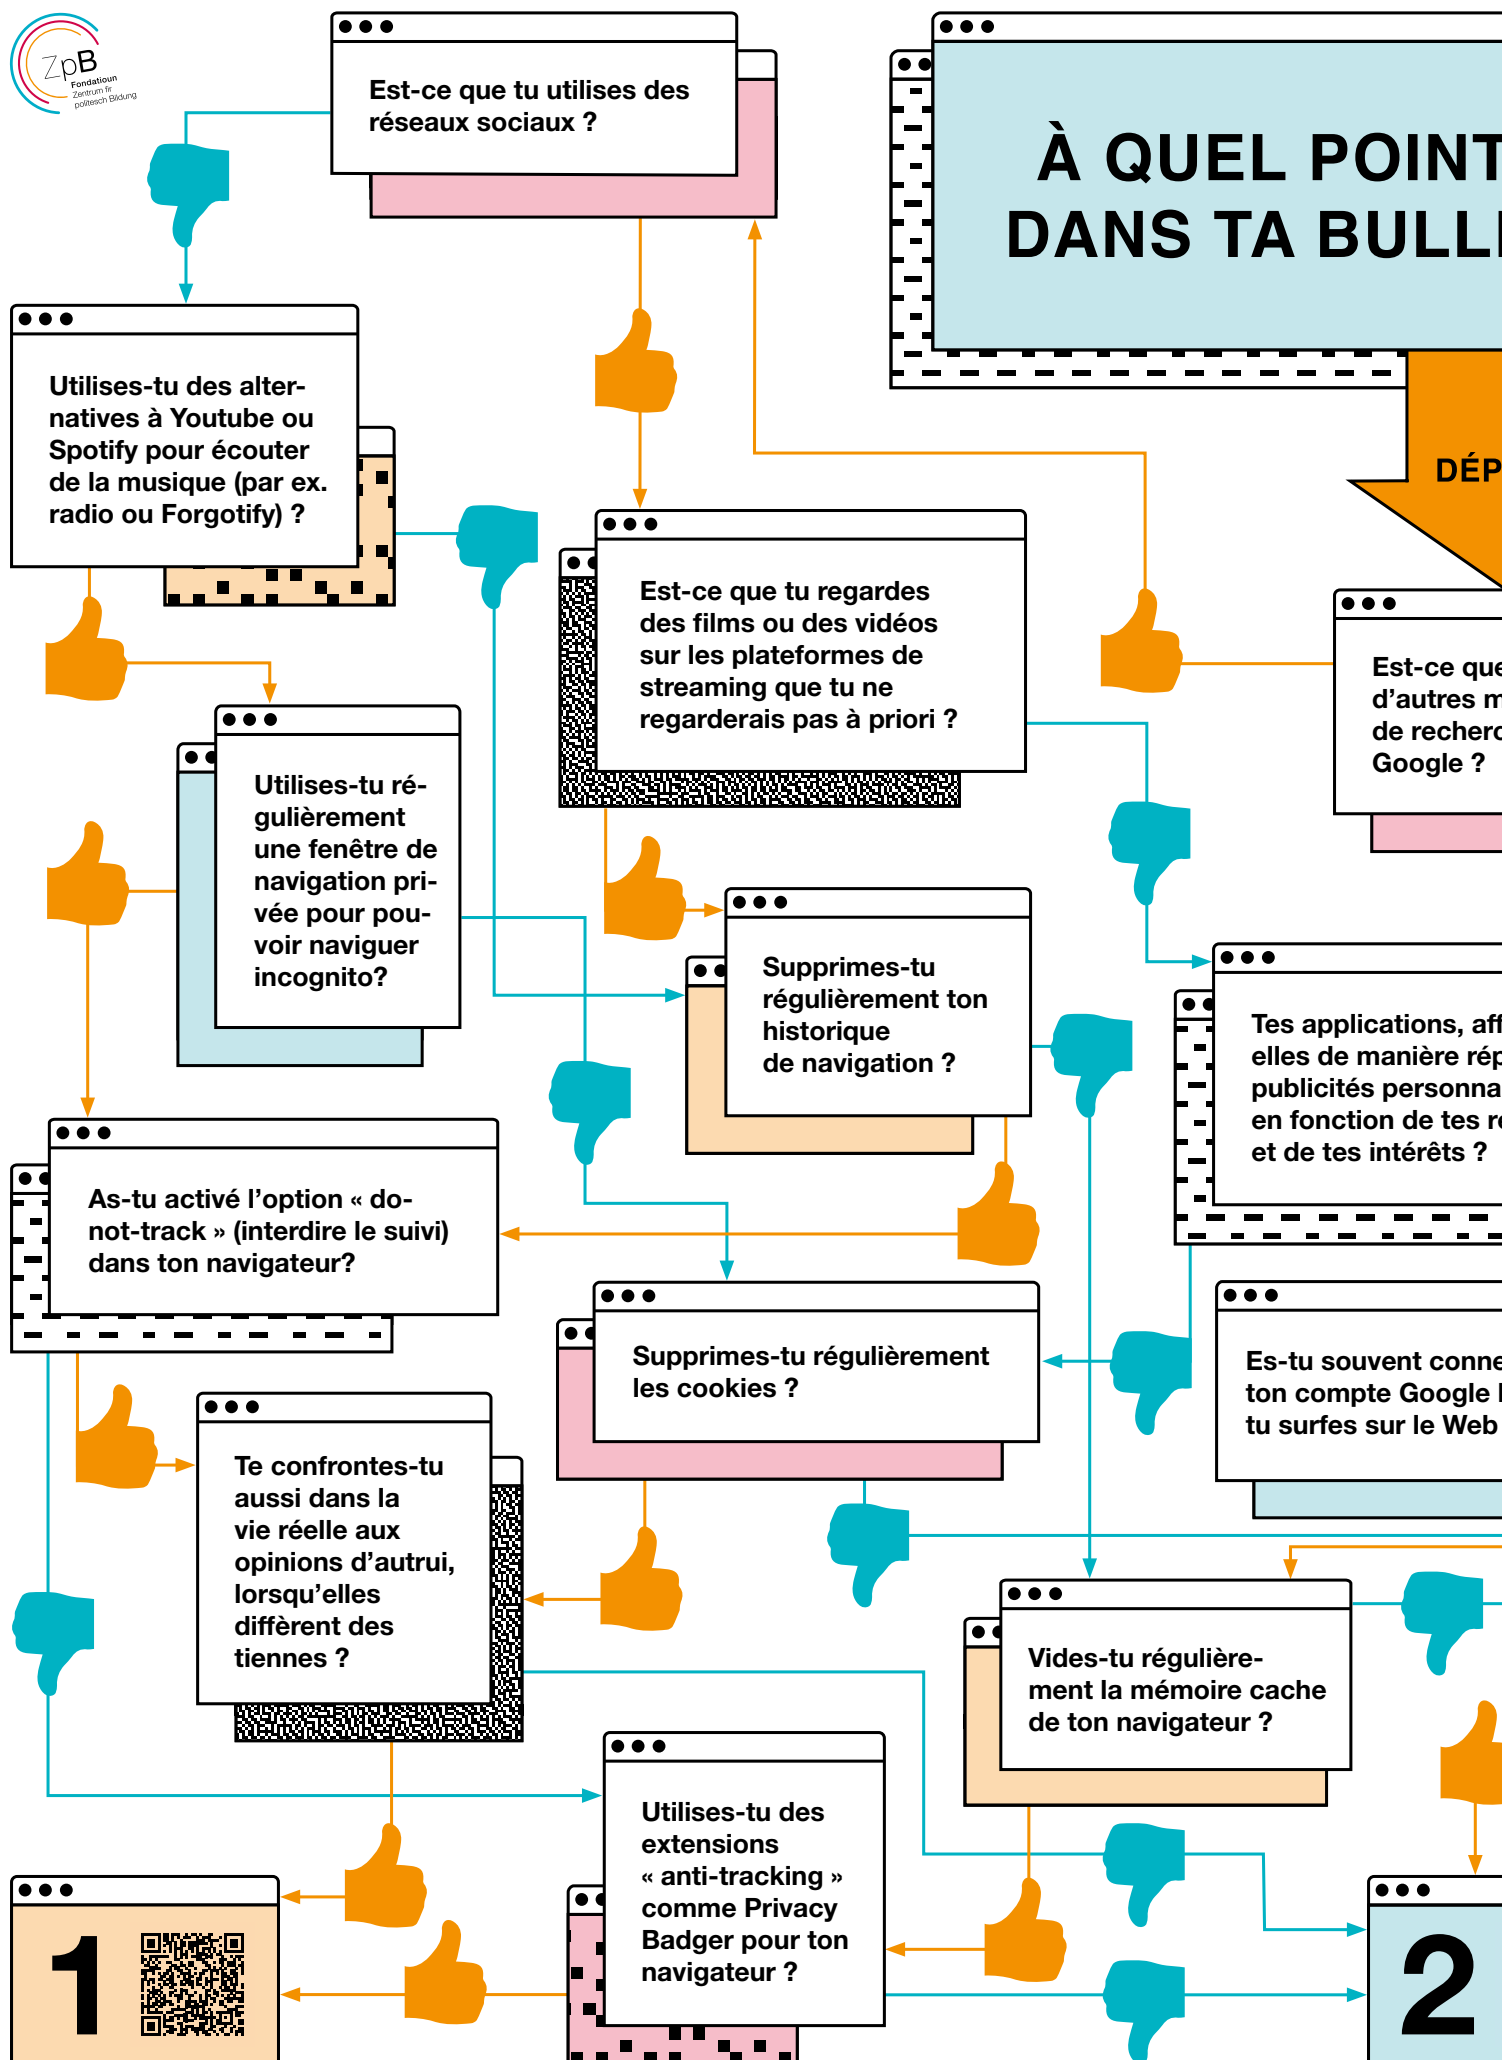 ZpB
Fondatioun
Zentrum fir
politesch Bildung
Est-ce que tu utilises des
réseaux sociaux ?
À QUEL POINT
DANS TA BULL
DÉP
Utilises-tu des alter-
natives à Youtube ou
Spotify pour écouter
de la musique (par ex.
radio ou Forgotify) ?
Est-ce que tu regardes
des films ou des vidéos
sur les plateformes de
streaming que tu ne
regarderais pas à priori ?
Est-ce que
d'autres m
de recherc
Google ?
Utilises-tu ré-
gulièrement
une fenêtre de
navigation pri-
vée pour pou-
voir naviguer
incognito?
Supprimes-tu
régulièrement ton
historique
de navigation ?
Tes applications, aff
elles de manière rép
publicités personna
en fonction de tes re
et de tes intérêts ?
As-tu activé l'option « do-
not-track » (interdire le suivi)
dans ton navigateur?
Supprimes-tu régulièrement
les cookies ?
Es-tu souvent conne
ton compte Google
tu surfes sur le Web
Te confrontes-tu
aussi dans la
vie réelle aux
opinions d'autrui,
lorsqu'elles
diffèrent des
tiennes ?
Vides-tu régulière-
ment la mémoire cache
de ton navigateur ?
Utilises-tu des
extensions
« anti-tracking »
comme Privacy
Badger pour ton
navigateur ?
1
2